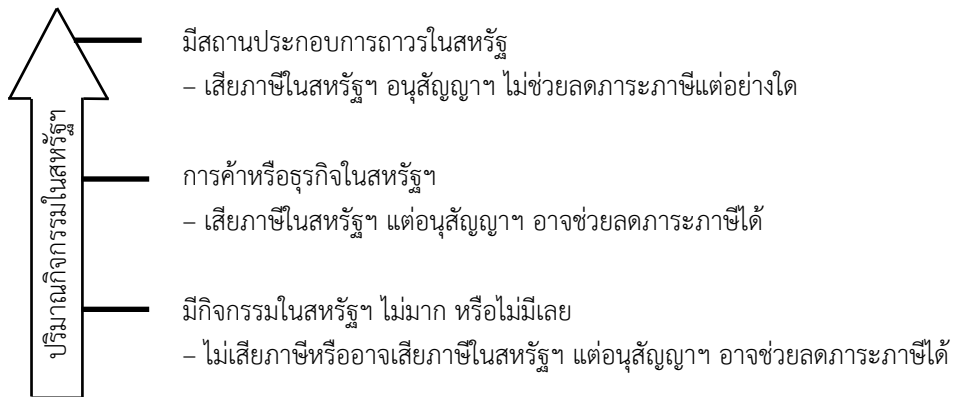 มีสถานประกอบการถาวรในสหรัฐ
– เสียภาษีในสหรัฐฯ อนุสัญญาฯ ไม่ช่วยลดภาระภาษีแต่อย่างใด
การค้าหรือธุรกิจในสหรัฐฯ
– เสียภาษีในสหรัฐฯ แต่อนุสัญญาฯ อาจช่วยลดภาระภาษีได้
มีกิจกรรมในสหรัฐฯ ไม่มาก หรือไม่มีเลย
– ไม่เสียภาษีหรืออาจเสียภาษีในสหรัฐฯ แต่อนุสัญญาฯ อาจช่วยลดภาระภาษีได้
ปริมาณกิจกรรมในสหรัฐฯ